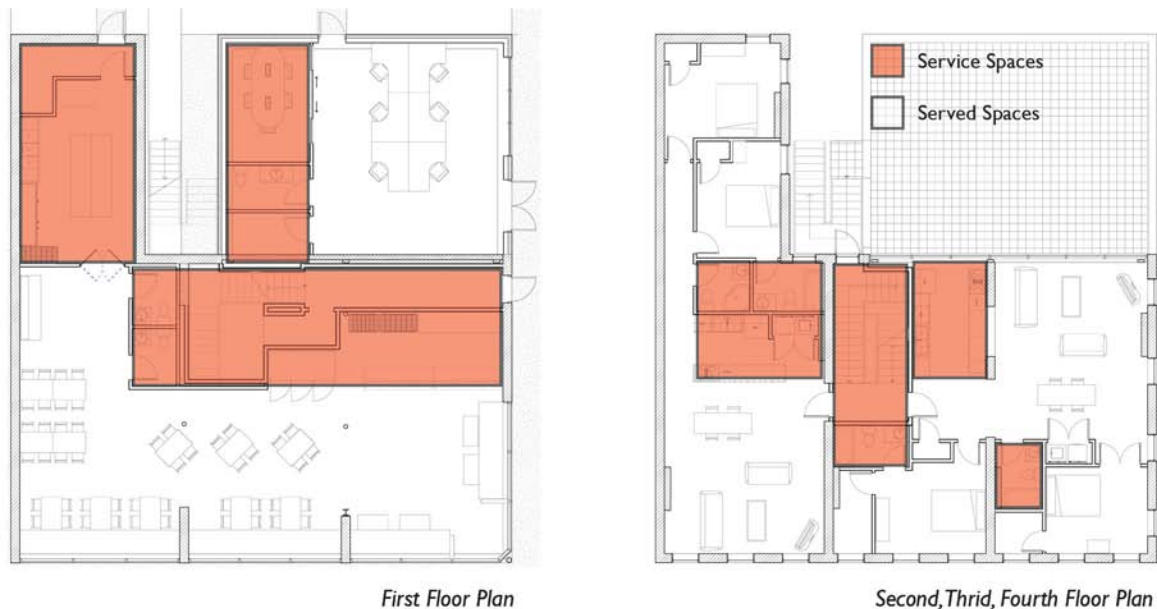 Service Spaces
Served Spaces
First Floor Plan
Second, Thrid, Fourth Floor Plan